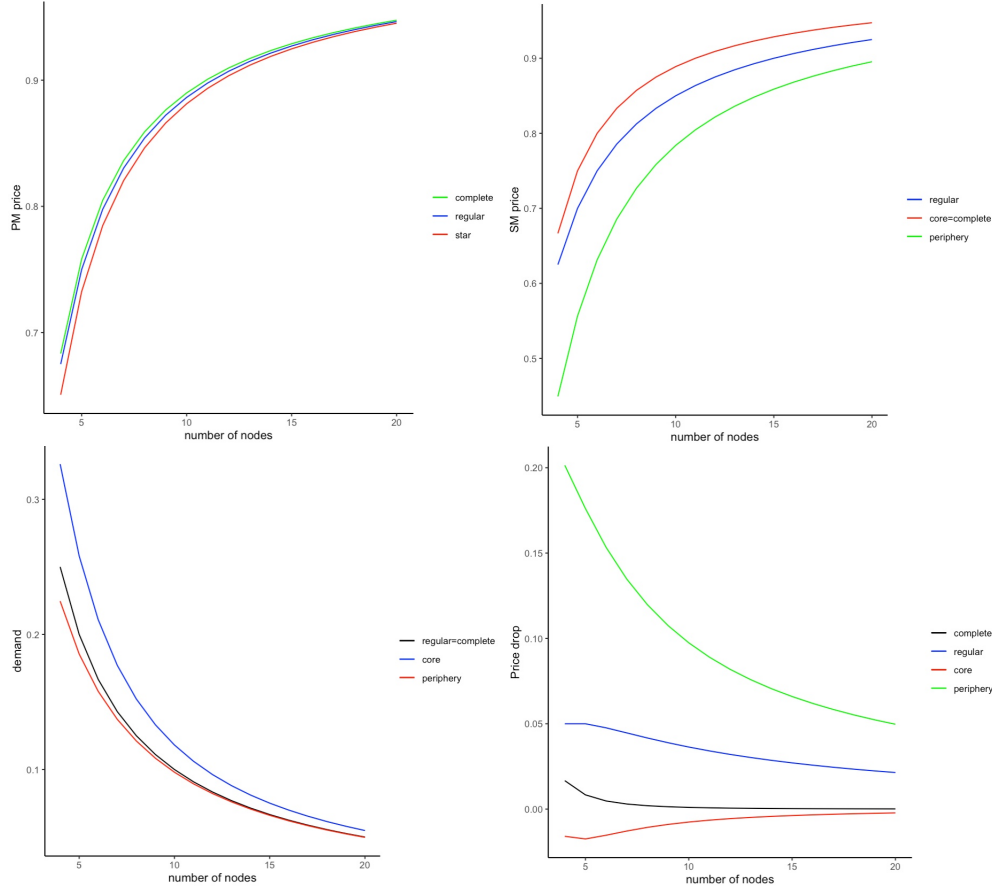 PM price
0.9
0.8
0.7
5 10 15 20
number of nodes
complete
regular
star
SM price
0.9
0.8
0.7
0.6
0.5
5 10 15 20
number of nodes
regular
core=complete
periphery
demand
0.3
0.2
0.1
5 10 15 20
number of nodes
regular=complete
core
periphery
Price drop
0.20
0.15
0.10
0.05
0.00
5 10 15 20
number of nodes
complete
regular
core
periphery